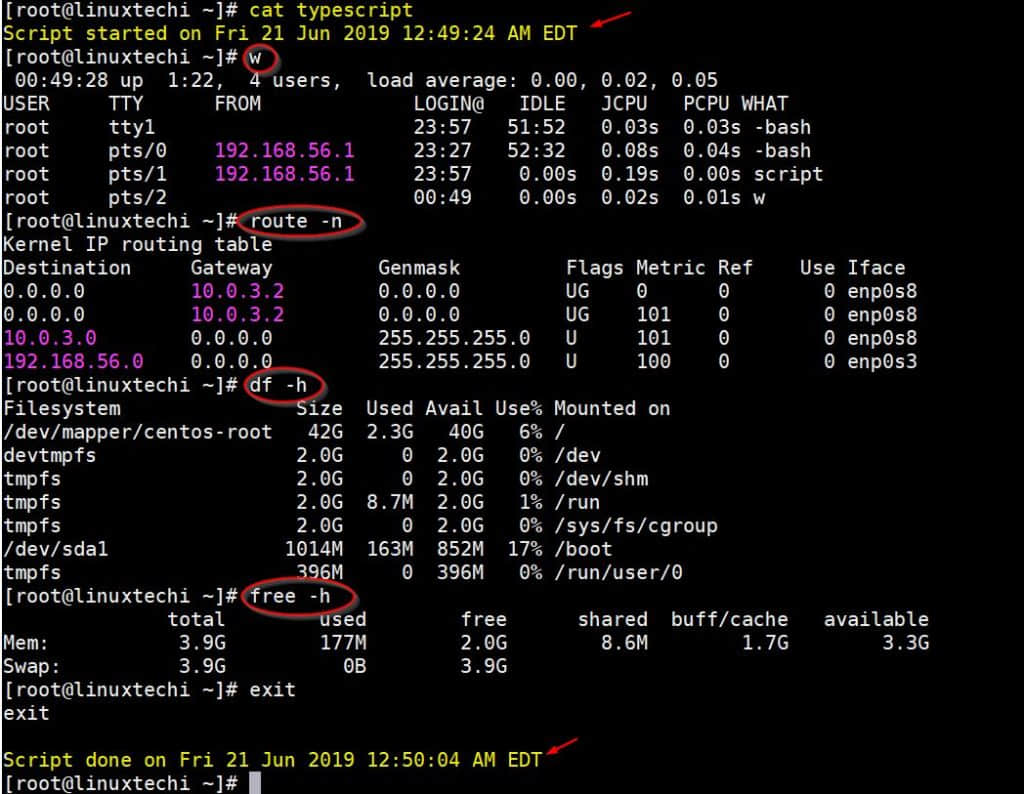 [root@linuxtechi ~]# cat typescript
Script started on Fri 21 Jun 2019 12:49:24 AM EDT
[root@linuxtechi ~]# w
 00:49:28 up  1:22,  4 users,  load average: 0.00, 0.02, 0.05
USER     TTY      FROM             LOGIN@   IDLE   JCPU   PCPU WHAT
root     tty1                      23:57   51:52   0.03s  0.03s -bash
root     pts/0    192.168.56.1     23:27   52:32   0.08s  0.04s -bash
root     pts/1    192.168.56.1     23:57    0.00s  0.19s  0.00s script
root     pts/2                     00:49    0.00s  0.02s  0.01s w
[root@linuxtechi ~]# route -n
Kernel IP routing table
Destination     Gateway         Genmask         Flags Metric Ref    Use Iface
0.0.0.0         10.0.3.2        0.0.0.0         UG    0      0        0 enp0s8
0.0.0.0         10.0.3.2        0.0.0.0         UG    101    0        0 enp0s8
10.0.3.0        0.0.0.0         255.255.255.0   U     101    0        0 enp0s8
192.168.56.0    0.0.0.0         255.255.255.0   U     100    0        0 enp0s3
[root@linuxtechi ~]# df -h
Filesystem               Size  Used Avail Use% Mounted on
/dev/mapper/centos-root   42G  2.3G   40G   6% /
devtmpfs                 2.0G     0  2.0G   0% /dev
tmpfs                    2.0G     0  2.0G   0% /dev/shm
tmpfs                    2.0G  8.7M  2.0G   1% /run
tmpfs                    2.0G     0  2.0G   0% /sys/fs/cgroup
/dev/sda1               1014M  163M  852M  17% /boot
tmpfs                    396M     0  396M   0% /run/user/0
[root@linuxtechi ~]# free -h
              total        used        free      shared  buff/cache   available
Mem:           3.9G        177M        2.0G        8.6M        1.7G        3.3G
Swap:          3.9G          0B        3.9G
[root@linuxtechi ~]# exit
exit

Script done on Fri 21 Jun 2019 12:50:04 AM EDT
[root@linuxtechi ~]#